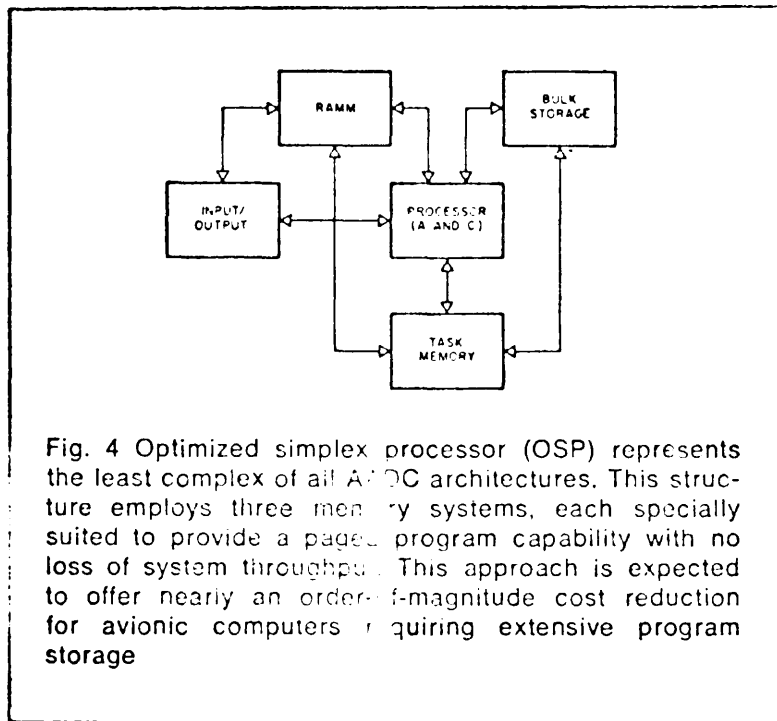 RAMM
BULK
STORAGE
INPUT/
OUTPUT
PROCESSOR
(A AND C)
TASK
MEMORY
Fig. 4 Optimized simplex processor (OSP) represents
the least complex of all architectures. This struc-
ture employs three systems, each specially
suited to provide a program capability with no
loss of system This approach is expected
to offer nearly an cost reduction
for avionic computers extensive program
storage